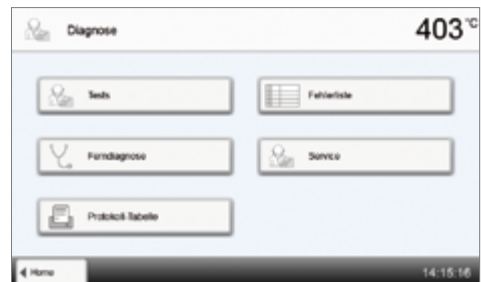 Diagnose
403 °C
Tests
Fehlerliste
Ferndiagnose
Service
Protokoll-Tabelle
Home
14:15:16